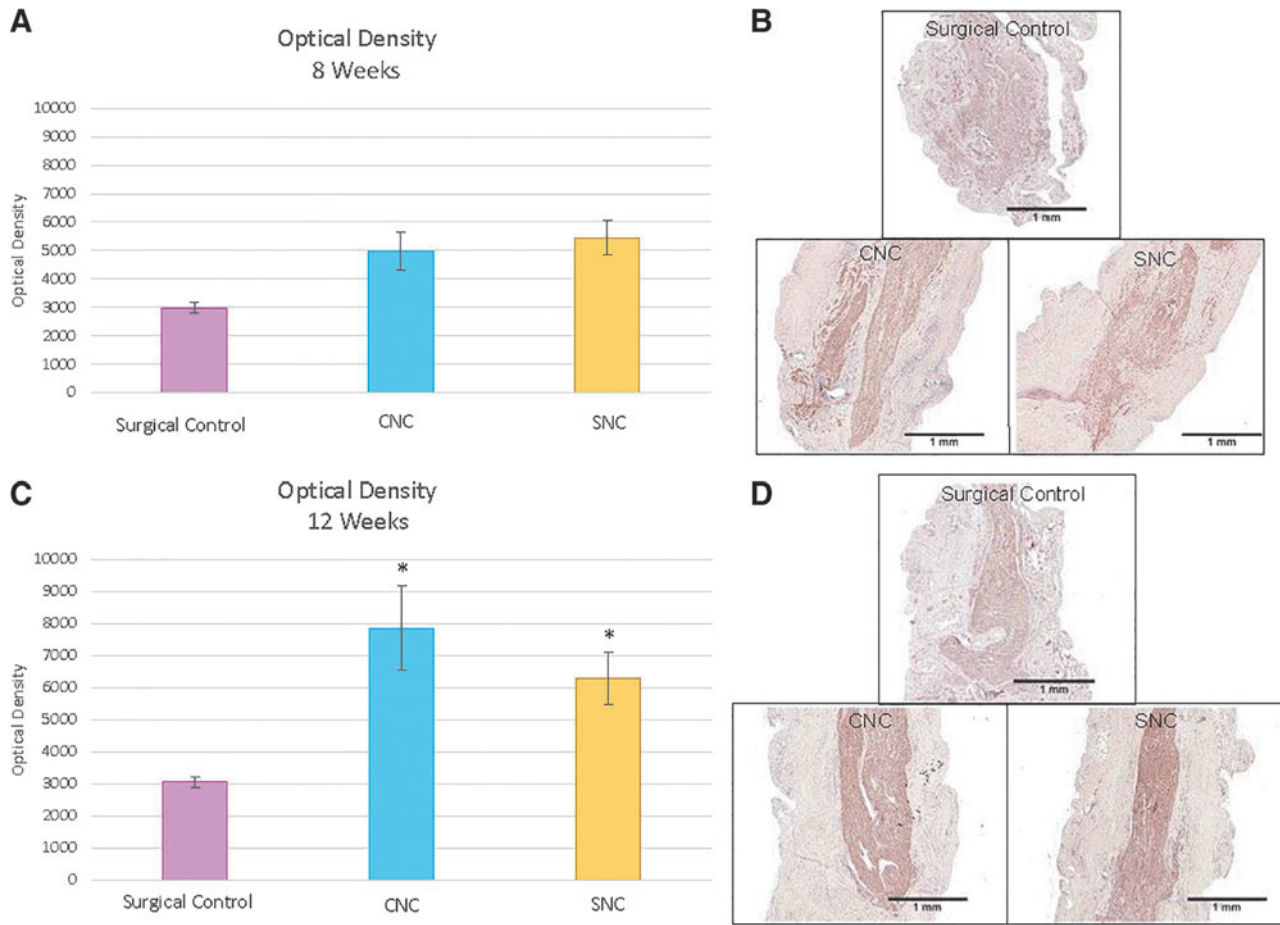 A
Optical Density
8 Weeks
10000
9000
8000
7000
6000
5000
4000
3000
2000
1000
0
Optical Density
Surgical Control
CNC
SNC
B
Surgical Control
1 mm
CNC
1 mm
SNC
1 mm
C
Optical Density
12 Weeks
10000
9000
8000
7000
6000
5000
4000
3000
2000
1000
0
Optical Density
*
*
Surgical Control
CNC
SNC
D
Surgical Control
1 mm
CNC
1 mm
SNC
1 mm